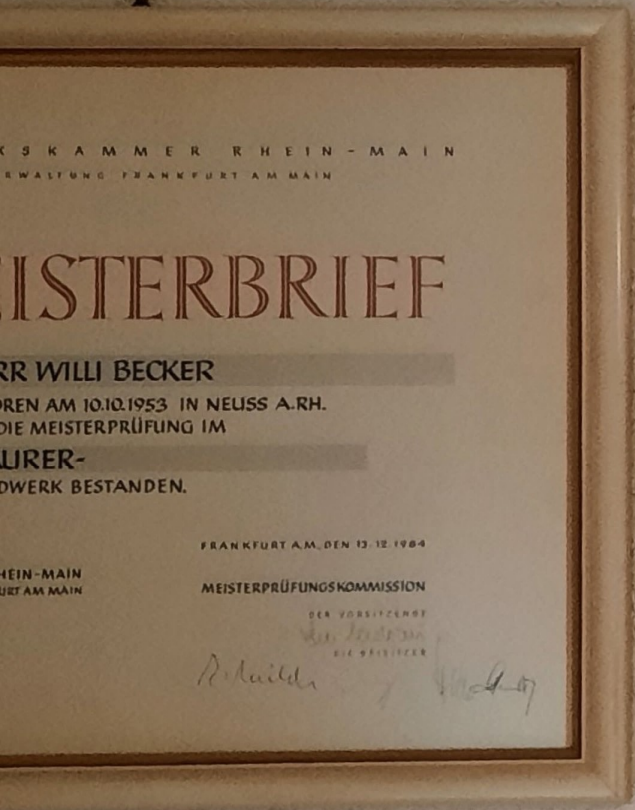 KSKAMMER RHEIN-MAIN
RWALTUNG FRANKFURT AM MAIN
EISTERBRIEF
RR WILLI BECKER
OREN AM 10.10.1953 IN NEUSS A.RH.
DIE MEISTERPRÜFUNG IM
AURER-
DWERK BESTANDEN.
FRANKFURT A.M., DEN 13.12.1984
HEIN-MAIN
URT AM MAIN
MEISTERPRÜFUNGSKOMMISSION
DER VORSITZENDE
DIE BEISITZER